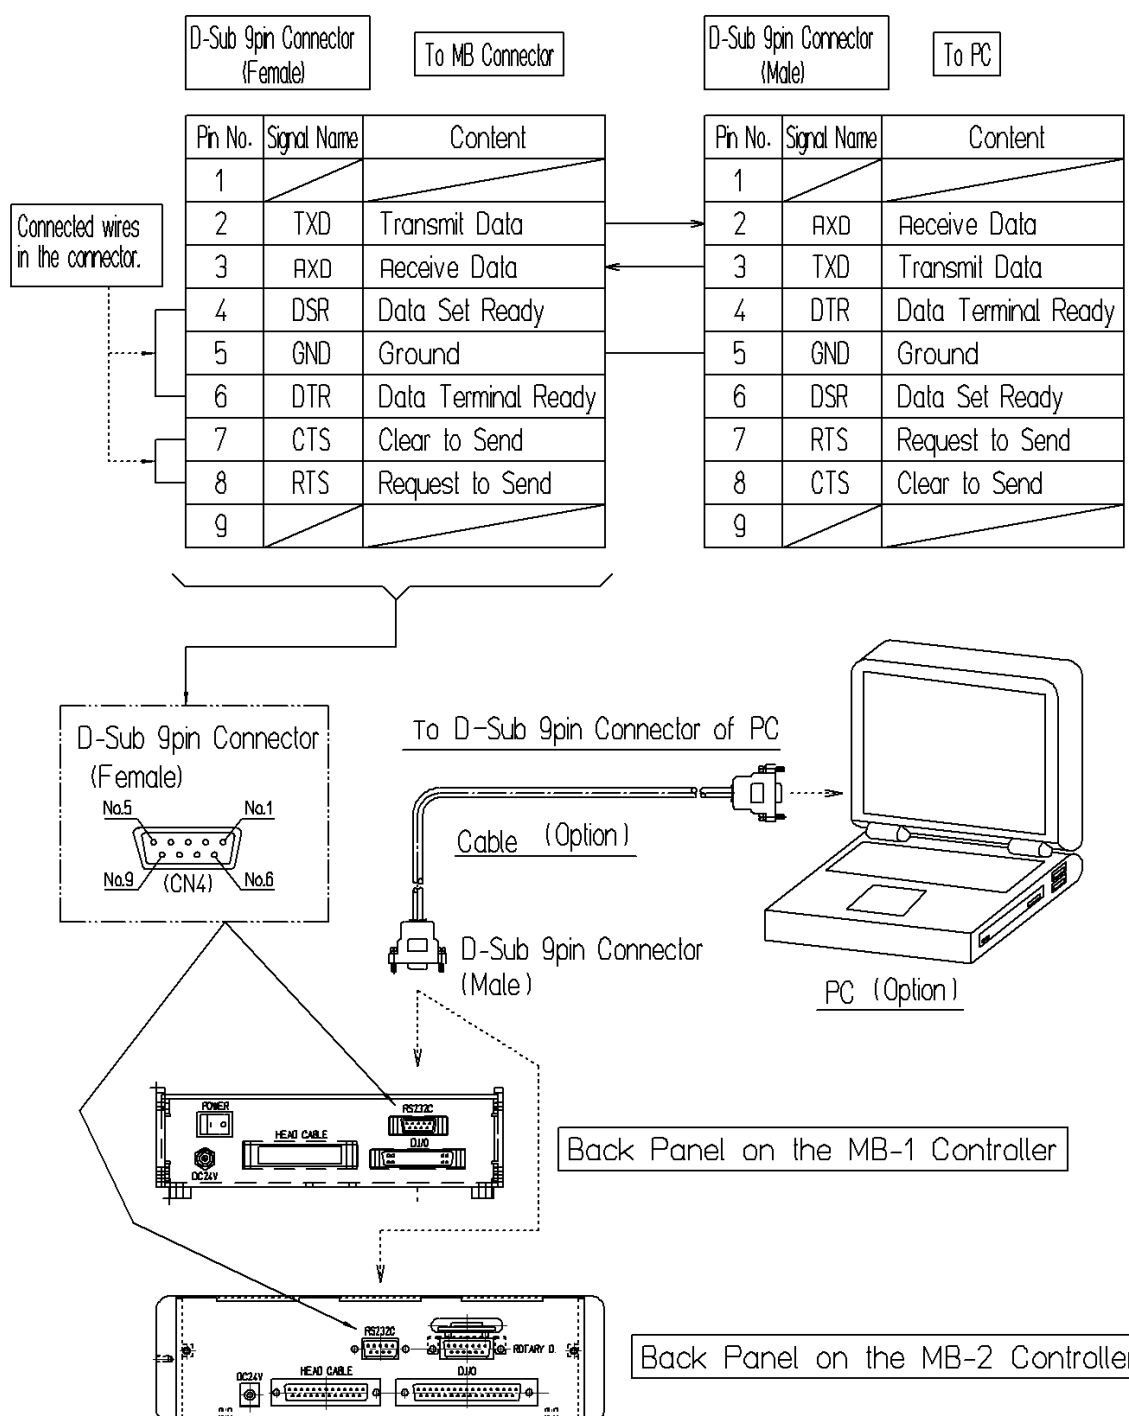 D-Sub 9pin Connector
(Female)
To MB Connector
D-Sub 9pin Connector
(Male)
To PC
Pin No. Signal Name Content
1
2 TXD Transmit Data
3 RXD Receive Data
4 DSR Data Set Ready
5 GND Ground
6 DTR Data Terminal Ready
7 CTS Clear to Send
8 RTS Request to Send
9
Pin No. Signal Name Content
1
2 RXD Receive Data
3 TXD Transmit Data
4 DTR Data Terminal Ready
5 GND Ground
6 DSR Data Set Ready
7 RTS Request to Send
8 CTS Clear to Send
9
Connected wires
in the connector.
D-Sub 9pin Connector
(Female)
No.5 No.1
No.9 (CN4) No.6
To D-Sub 9pin Connector of PC
Cable (Option)
D-Sub 9pin Connector
(Male)
PC (Option)
POWER
I O
RS232C
HEAD CABLE
D.I/O
DC24V
Back Panel on the MB-1 Controller
RS232C
ROTARY D.
DC24V
HEAD CABLE
D.I/O
Back Panel on the MB-2 Controller